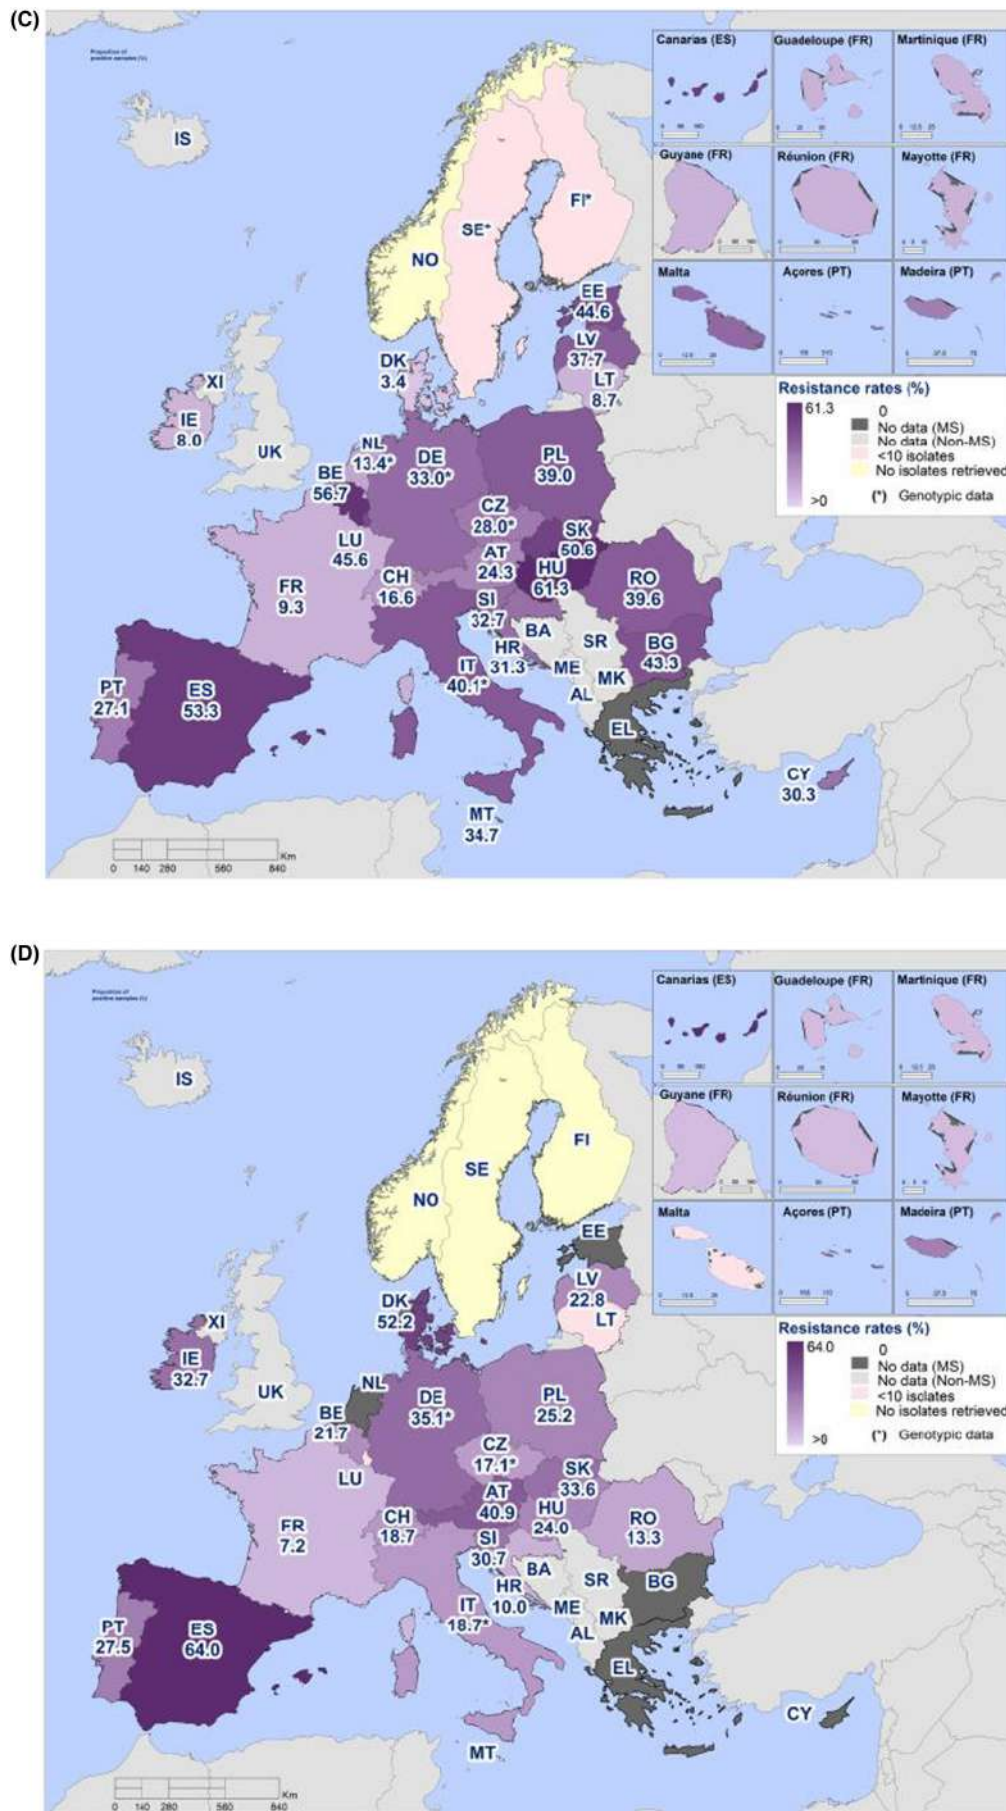 (C)
Proportion of
positive samples (%)
Canarias (ES)
Guadeloupe (FR)
Martinique (FR)
Guyane (FR)
Réunion (FR)
Mayotte (FR)
Malta
Açores (PT)
Madeira (PT)
IS
NO
SE*
FI*
EE
44.6
LV
37.7
LT
8.7
DK
3.4
XI
IE
8.0
UK
NL
13.4*
DE
33.0*
PL
39.0
BE
56.7
CZ
28.0*
SK
50.6
LU
45.6
AT
24.3
HU
61.3
RO
39.6
FR
9.3
CH
16.6
SI
32.7
BA
SR
BG
43.3
HR
31.3
ME
MK
IT
40.1*
AL
EL
PT
27.1
ES
53.3
CY
30.3
MT
34.7
Resistance rates (%)
61.3
0
No data (MS)
No data (Non-MS)
<10 isolates
No isolates retrieved
>0
(*) Genotypic data
Km
0 140 280 560 840
(D)
Proportion of
positive samples (%)
Canarias (ES)
Guadeloupe (FR)
Martinique (FR)
Guyane (FR)
Réunion (FR)
Mayotte (FR)
Malta
Açores (PT)
Madeira (PT)
IS
NO
SE
FI
EE
LV
22.8
LT
DK
52.2
XI
IE
32.7
UK
NL
DE
35.1*
PL
25.2
BE
21.7
CZ
17.1*
SK
33.6
LU
AT
40.9
HU
24.0
RO
13.3
FR
7.2
CH
18.7
SI
30.7
BA
SR
BG
HR
10.0
ME
MK
IT
18.7*
AL
EL
PT
27.5
ES
64.0
CY
MT
Resistance rates (%)
64.0
0
No data (MS)
No data (Non-MS)
<10 isolates
No isolates retrieved
>0
(*) Genotypic data
Km
0 140 280 560 840